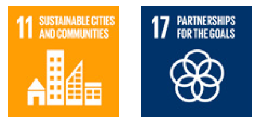 11 SUSTAINABLE CITIES
AND COMMUNITIES
17 PARTNERSHIPS
FOR THE GOALS